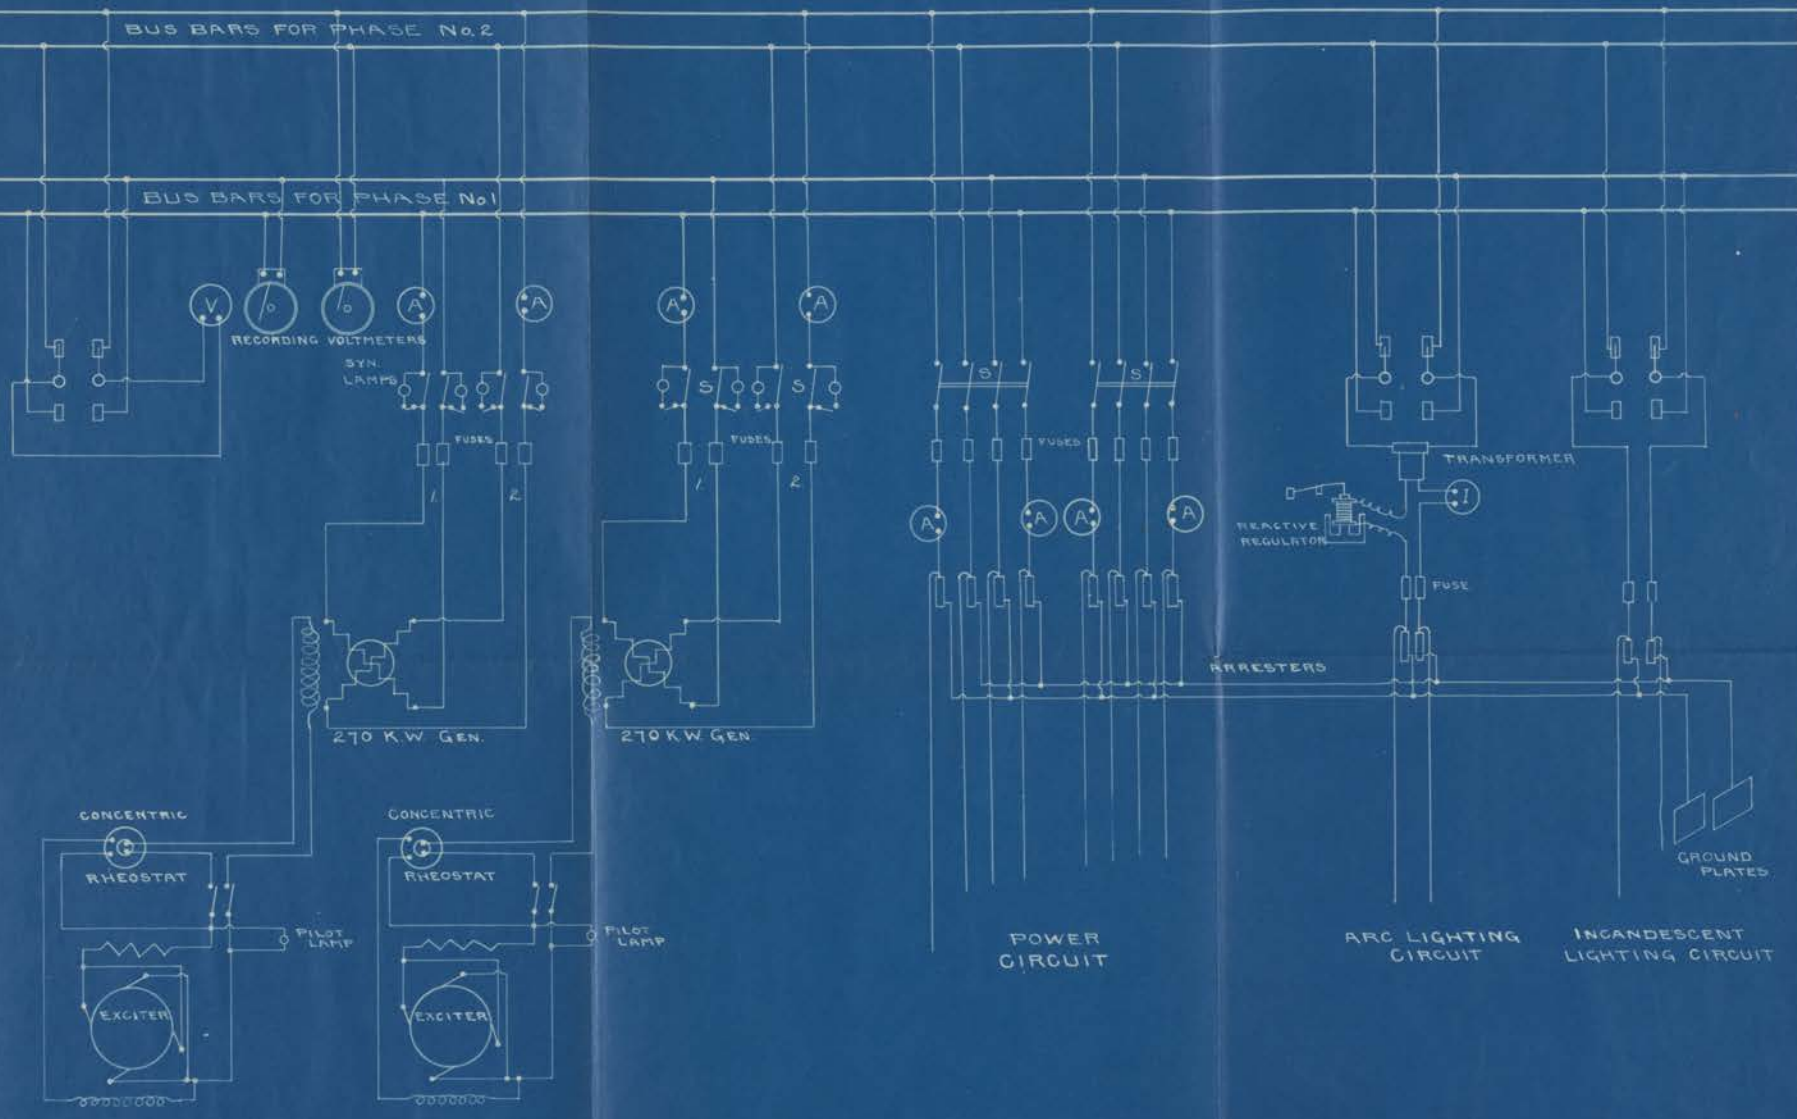 BUS BARS FOR PHASE No. 2
BUS BARS FOR PHASE No 1
V
A
A
A
A
RECORDING VOLTMETERS
SYN.
LAMPS
S
S
S
S
FUSES
FUSES
FUSES
1.
2
1.
2.
A
A
A
A
TRANSFORMER
I
REACTIVE
REGULATOR
FUSE
ARRESTERS
270 K.W. GEN.
270 K.W. GEN
CONCENTRIC
RHEOSTAT
CONCENTRIC
RHEOSTAT
PILOT
LAMP
PILOT
LAMP
EXCITER
EXCITER
GROUND
PLATES
POWER
CIRCUIT
ARC LIGHTING
CIRCUIT
INCANDESCENT
LIGHTING CIRCUIT